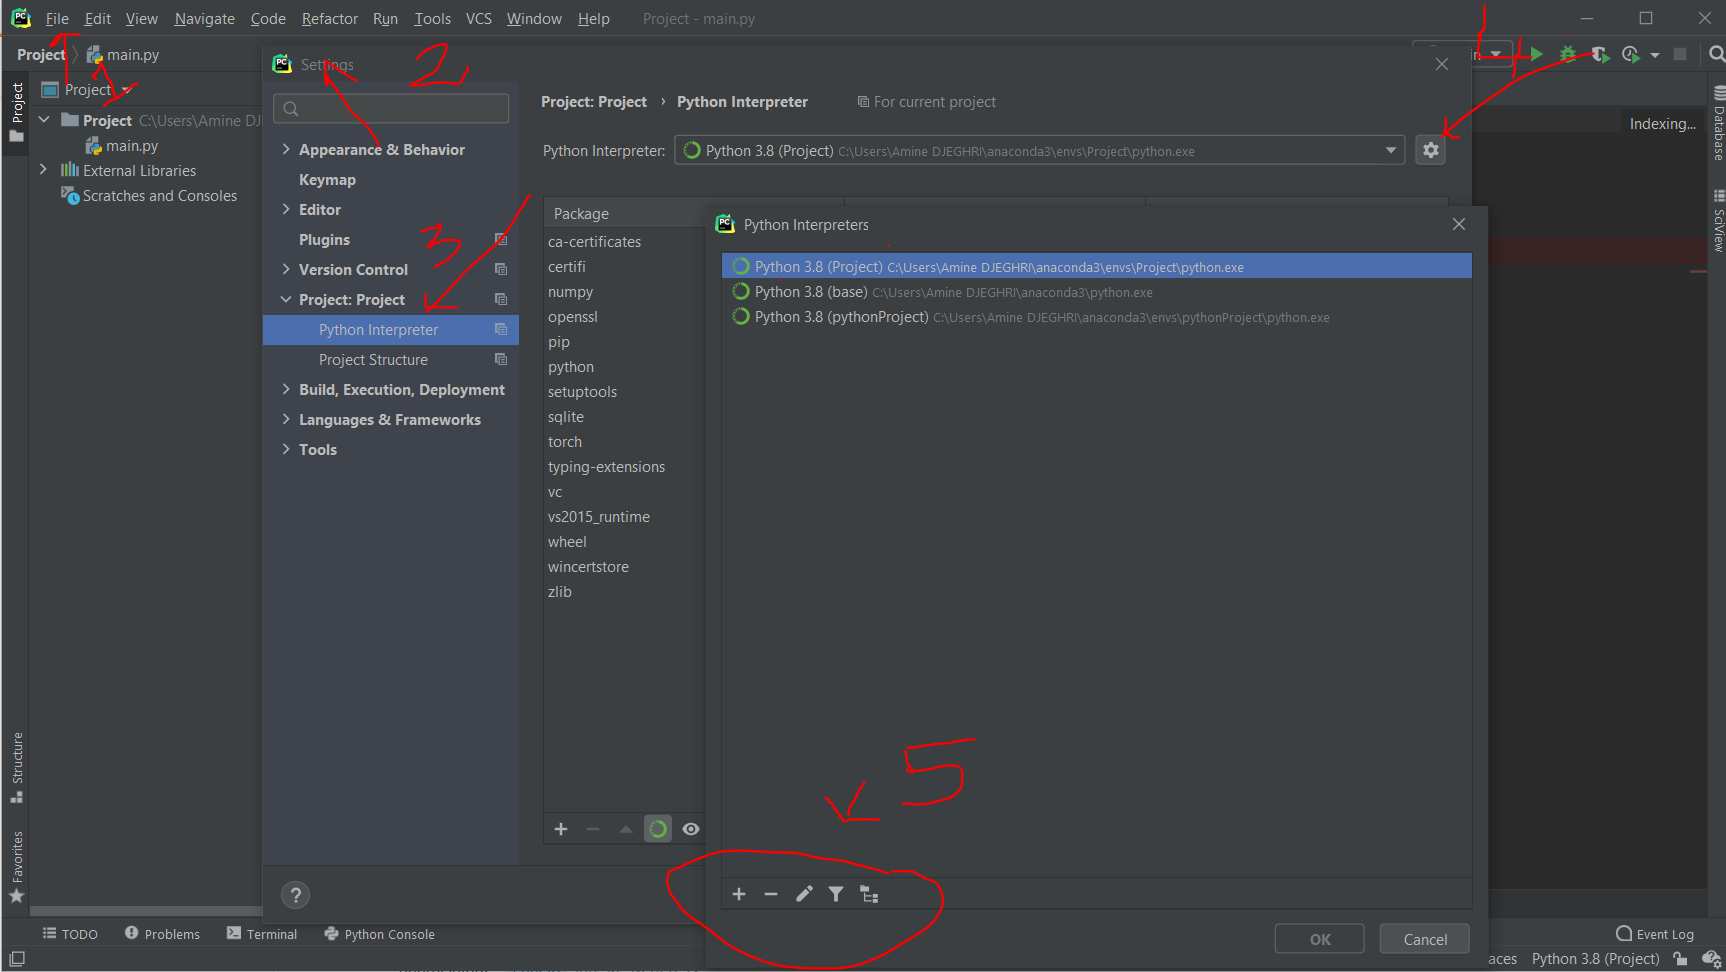 File Edit View Navigate Code Refactor Run Tools VCS Window Help Project - main.py
Project main.py
1
2
3
4
5
Project
Project
Project C:\Users\Amine DJ
main.py
External Libraries
Scratches and Consoles
Structure
Favorites
Settings
Appearance & Behavior
Keymap
Editor
Plugins
Version Control
Project: Project
Python Interpreter
Project Structure
Build, Execution, Deployment
Languages & Frameworks
Tools
?
Project: Project › Python Interpreter For current project
Python Interpreter: Python 3.8 (Project) C:\Users\Amine DJEGHRI\anaconda3\envs\Project\python.exe
Package
ca-certificates
certifi
numpy
openssl
pip
python
setuptools
sqlite
torch
typing-extensions
vc
vs2015_runtime
wheel
wincertstore
zlib
Python Interpreters
Python 3.8 (Project) C:\Users\Amine DJEGHRI\anaconda3\envs\Project\python.exe
Python 3.8 (base) C:\Users\Amine DJEGHRI\anaconda3\python.exe
Python 3.8 (pythonProject) C:\Users\Amine DJEGHRI\anaconda3\envs\pythonProject\python.exe
OK Cancel
Indexing...
Database
SciView
TODO Problems Terminal Python Console Event Log
aces Python 3.8 (Project)